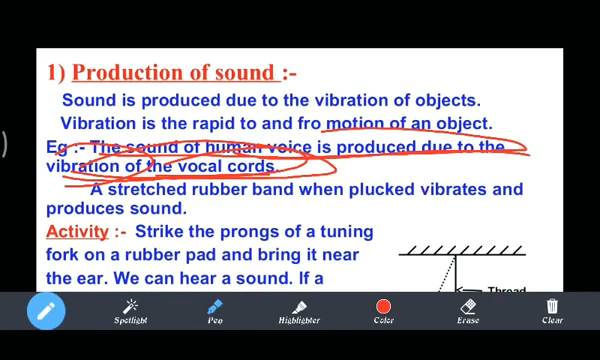 1) Production of sound :-
Sound is produced due to the vibration of objects.
Vibration is the rapid to and fro motion of an object.
Eg :- The sound of human voice is produced due to the
vibration of the vocal cords.
A stretched rubber band when plucked vibrates and
produces sound.
Activity :- Strike the prongs of a tuning
fork on a rubber pad and bring it near
the ear. We can hear a sound. If a
Thread
Spotlight
Pen
Highlighter
Color
Erase
Clear